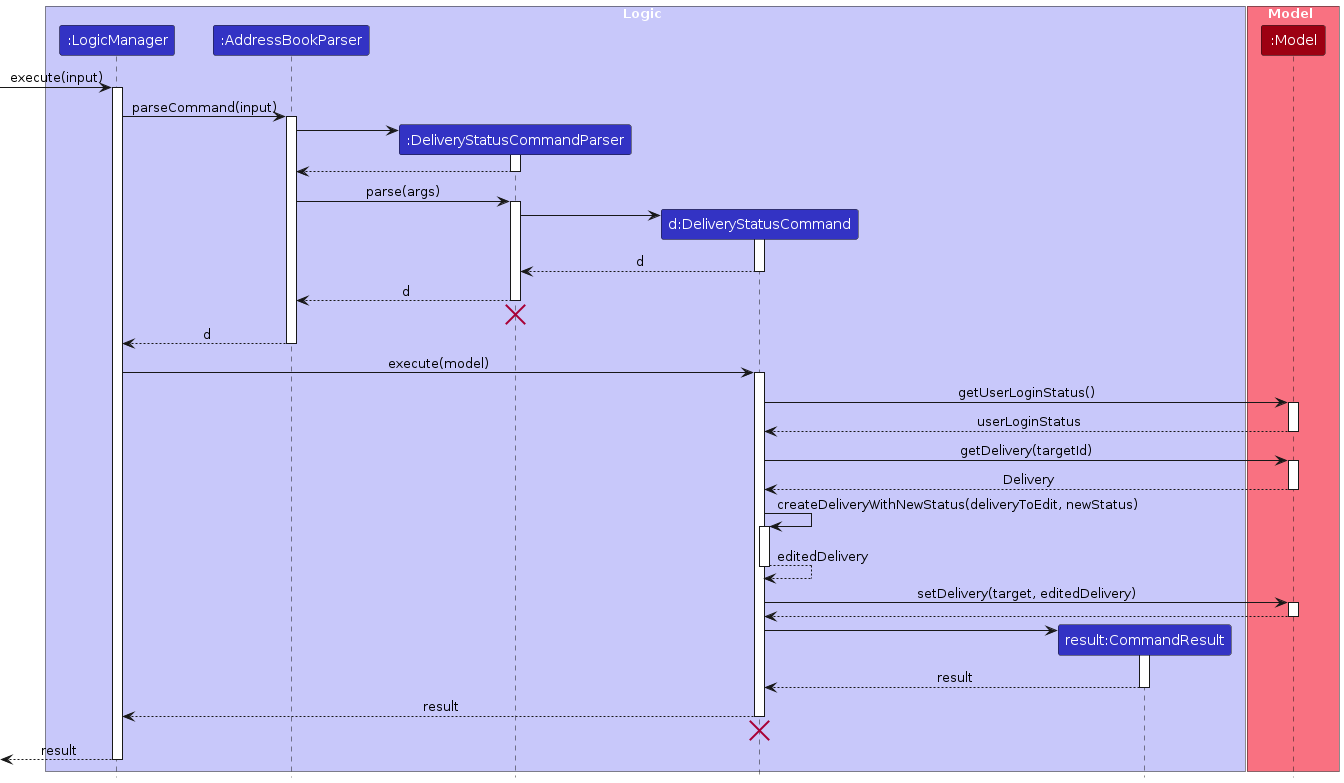 Logic
Model
:LogicManager
:AddressBookParser
:Model
execute(input)
parseCommand(input)
:DeliveryStatusCommandParser
parse(args)
d:DeliveryStatusCommand
d
d
d
execute(model)
getUserLoginStatus()
userLoginStatus
getDelivery(targetId)
Delivery
createDeliveryWithNewStatus(deliveryToEdit, newStatus)
editedDelivery
setDelivery(target, editedDelivery)
result:CommandResult
result
result
result